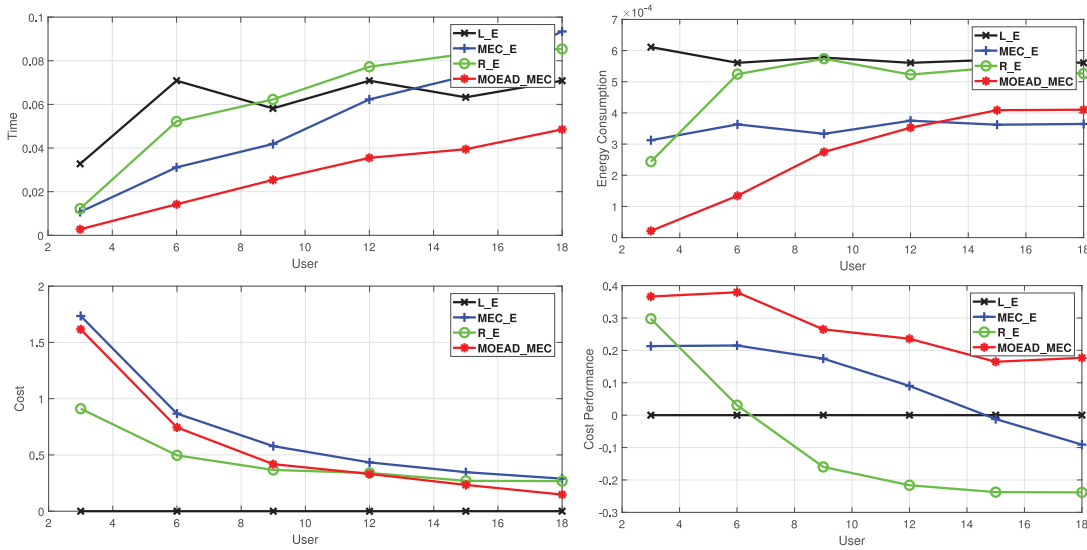 0.1
0.08
0.06
0.04
0.02
0
Time
2
4
6
8
10
12
14
16
18
User
L_E
MEC_E
R_E
MOEAD_MEC
×10-4
7
6
5
4
3
2
1
0
Energy Consumption
2
4
6
8
10
12
14
16
18
User
L_E
MEC_E
R_E
MOEAD_MEC
2
1.5
1
0.5
0
Cost
2
4
6
8
10
12
14
16
18
User
L_E
MEC_E
R_E
MOEAD_MEC
0.4
0.3
0.2
0.1
0
-0.1
-0.2
-0.3
Cost Performance
2
4
6
8
10
12
14
16
18
User
L_E
MEC_E
R_E
MOEAD_MEC